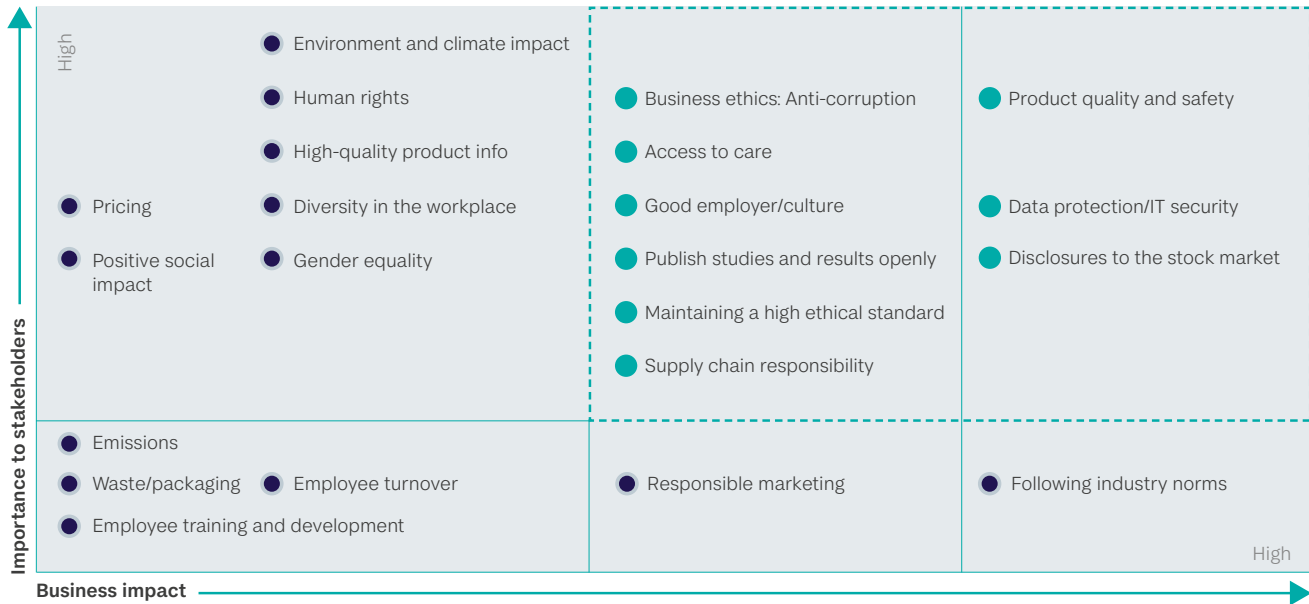 High
Environment and climate impact
Human rights
High-quality product info
Pricing
Diversity in the workplace
Positive social
impact
Gender equality
Business ethics: Anti-corruption
Access to care
Good employer/culture
Publish studies and results openly
Maintaining a high ethical standard
Supply chain responsibility
Product quality and safety
Data protection/IT security
Disclosures to the stock market
Emissions
Waste/packaging
Employee turnover
Employee training and development
Responsible marketing
Following industry norms
High
Importance to stakeholders
Business impact